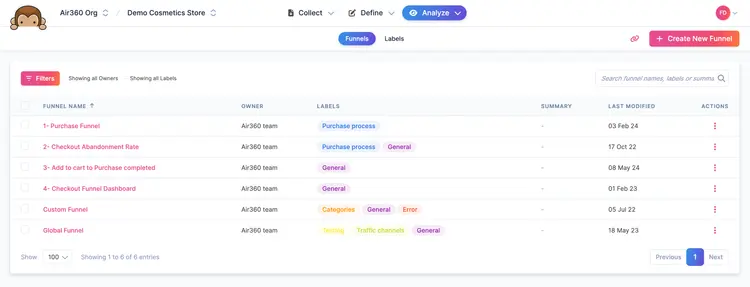 Air360 Org / Demo Cosmetics Store Collect Define Analyze FD
Funnels Labels + Create New Funnel
Filters Showing all Owners Showing all Labels Search funnel names, labels or summa
FUNNEL NAME OWNER LABELS SUMMARY LAST MODIFIED ACTIONS
1- Purchase Funnel Air360 team Purchase process - 03 Feb 24
2- Checkout Abandonment Rate Air360 team Purchase process General - 17 Oct 22
3- Add to cart to Purchase completed Air360 team General - 08 May 24
4- Checkout Funnel Dashboard Air360 team General - 01 Feb 23
Custom Funnel Air360 team Categories General Error - 05 Jul 22
Global Funnel Air360 team Traffic channels General - 18 May 23
Show 100 Showing 1 to 6 of 6 entries Previous 1 Next